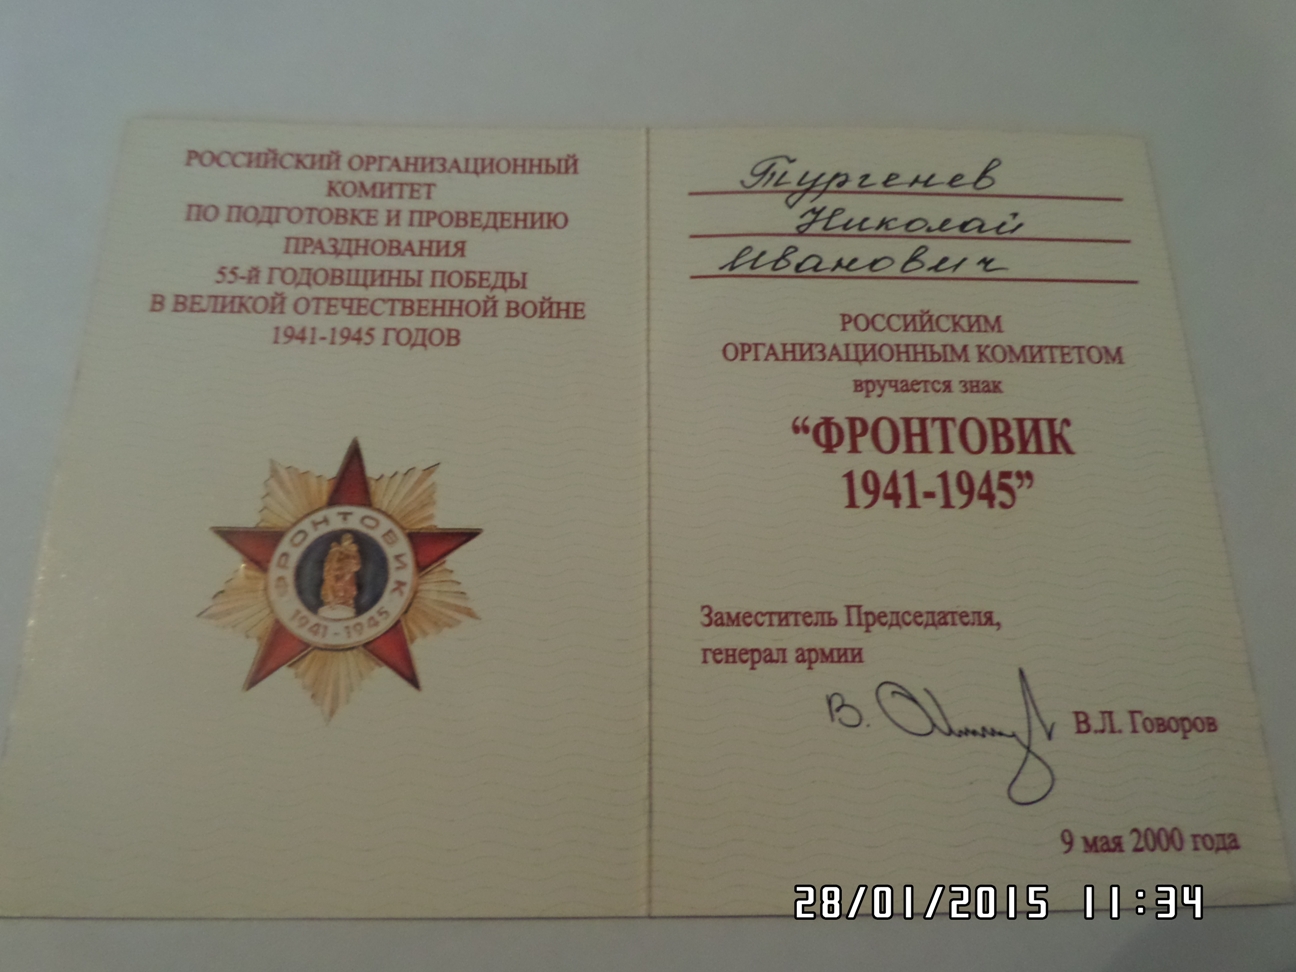 РОССИЙСКИЙ ОРГАНИЗАЦИОННЫЙ
КОМИТЕТ
ПО ПОДГОТОВКЕ И ПРОВЕДЕНИЮ
ПРАЗДНОВАНИЯ
55-й ГОДОВЩИНЫ ПОБЕДЫ
В ВЕЛИКОЙ ОТЕЧЕСТВЕННОЙ ВОЙНЕ
1941-1945 ГОДОВ
ФРОНТОВИК
1941-1945
Тургенев
Николай
Иванович
РОССИЙСКИМ
ОРГАНИЗАЦИОННЫМ КОМИТЕТОМ
вручается знак
“ФРОНТОВИК
1941-1945”
Заместитель Председателя,
генерал армии
В.Л. Говоров
9 мая 2000 года
28/01/2015 11:34